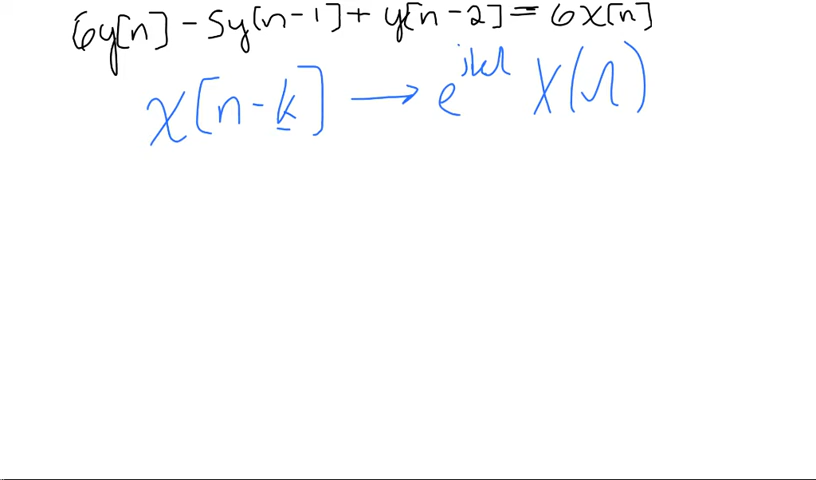 6y[n] - 5y[n-1] + y[n-2] = 6x[n]
x[n-k] → e^{jkΩ} X(Ω)